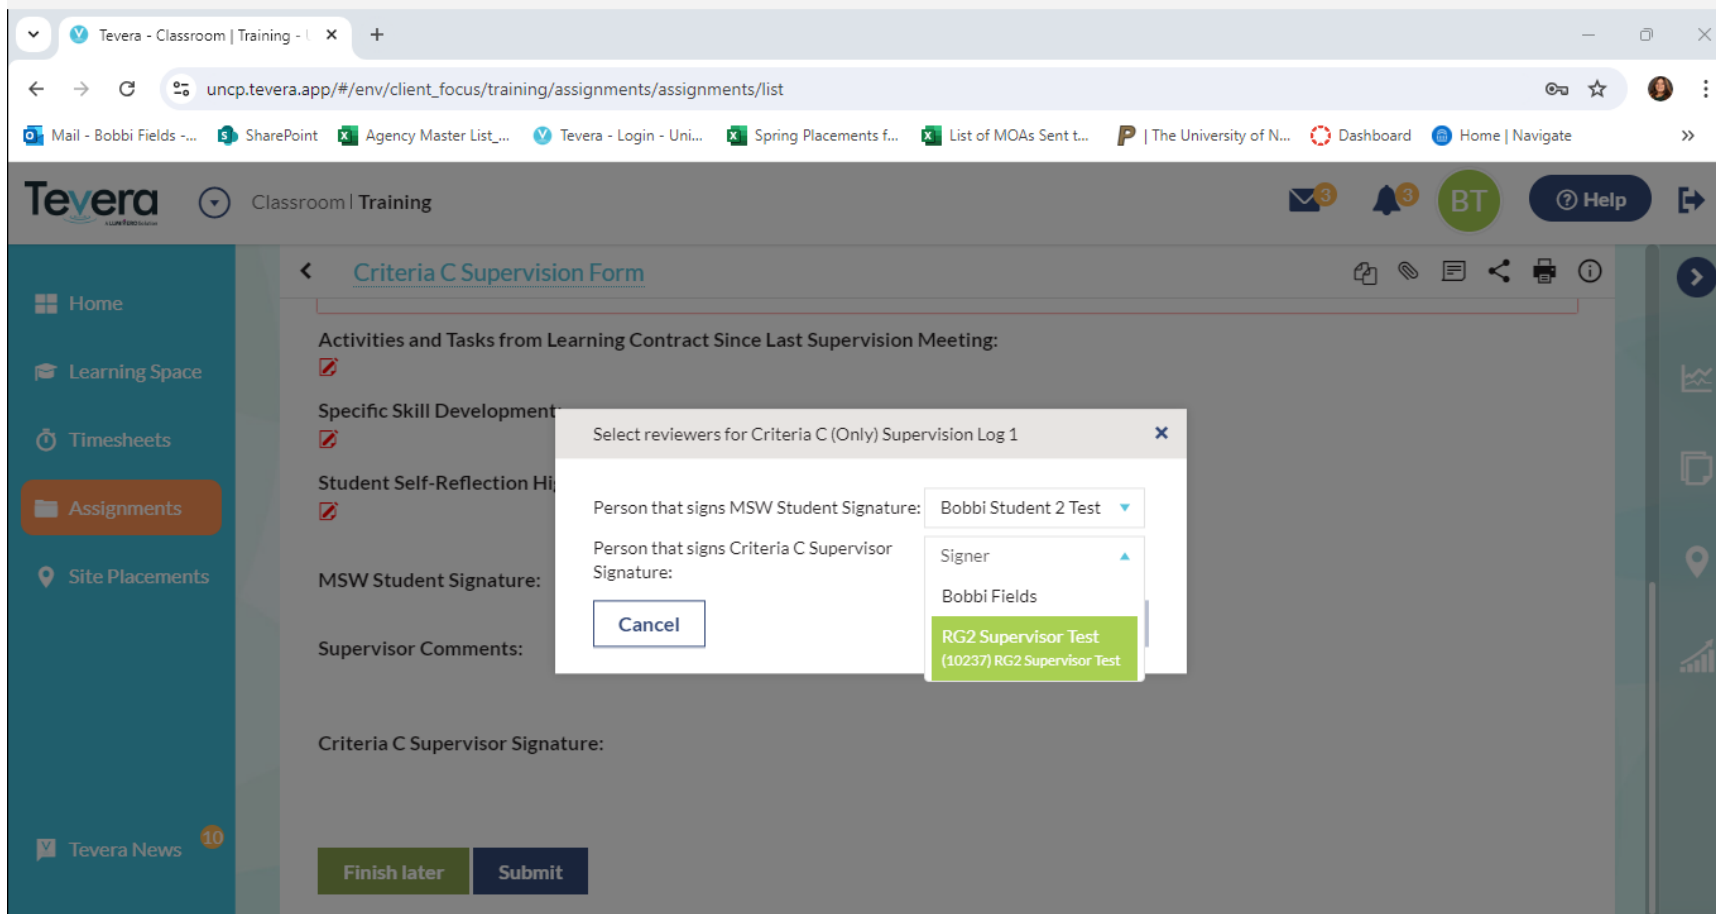 Tevera - Classroom | Training - U
uncp.tevera.app/#/env/client_focus/training/assignments/assignments/list
Mail - Bobbi Fields -...
SharePoint
Agency Master List_...
Tevera - Login - Uni...
Spring Placements f...
List of MOAs Sent t...
| The University of N...
Dashboard
Home | Navigate
Tevera
Classroom | Training
3
3
BT
Help
Home
Learning Space
Timesheets
Assignments
Site Placements
Tevera News
10
Criteria C Supervision Form
Activities and Tasks from Learning Contract Since Last Supervision Meeting:
Specific Skill Development:
Student Self-Reflection Hi
MSW Student Signature:
Supervisor Comments:
Criteria C Supervisor Signature:
Finish later
Submit
Select reviewers for Criteria C (Only) Supervision Log 1
Person that signs MSW Student Signature:
Bobbi Student 2 Test
Person that signs Criteria C Supervisor
Signature:
Signer
Bobbi Fields
RG2 Supervisor Test
(10237) RG2 Supervisor Test
Cancel